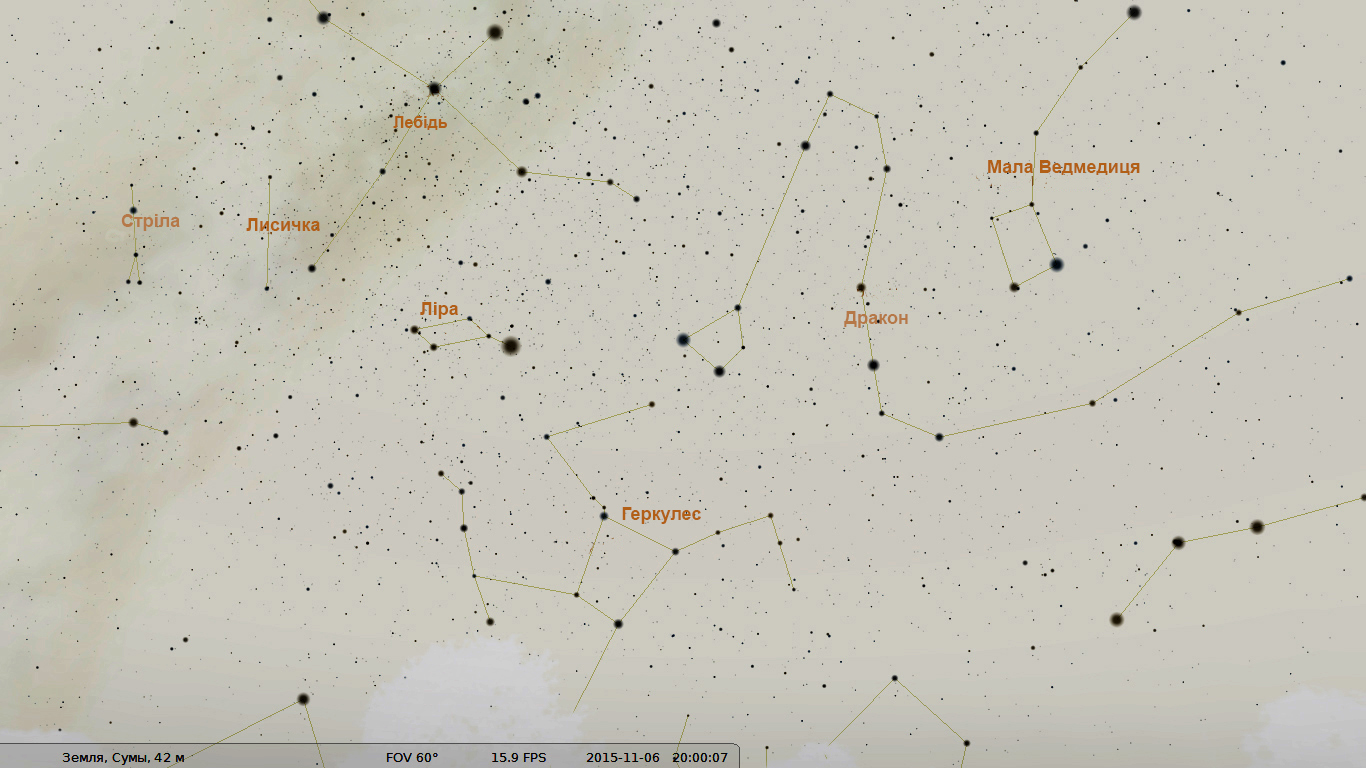 Лебідь
Мала Ведмедиця
Стріла
Лисичка
Ліра
Дракон
Геркулес
Земля, Сумы, 42 м FOV 60° 15.9 FPS 2015-11-06 20:00:07